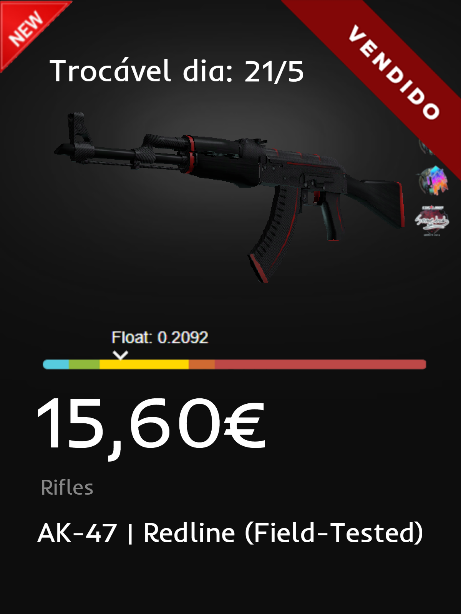 NEW
VENDIDO
Trocável dia: 21/5
Float: 0.2092
15,60€
Rifles
AK-47 | Redline (Field-Tested)